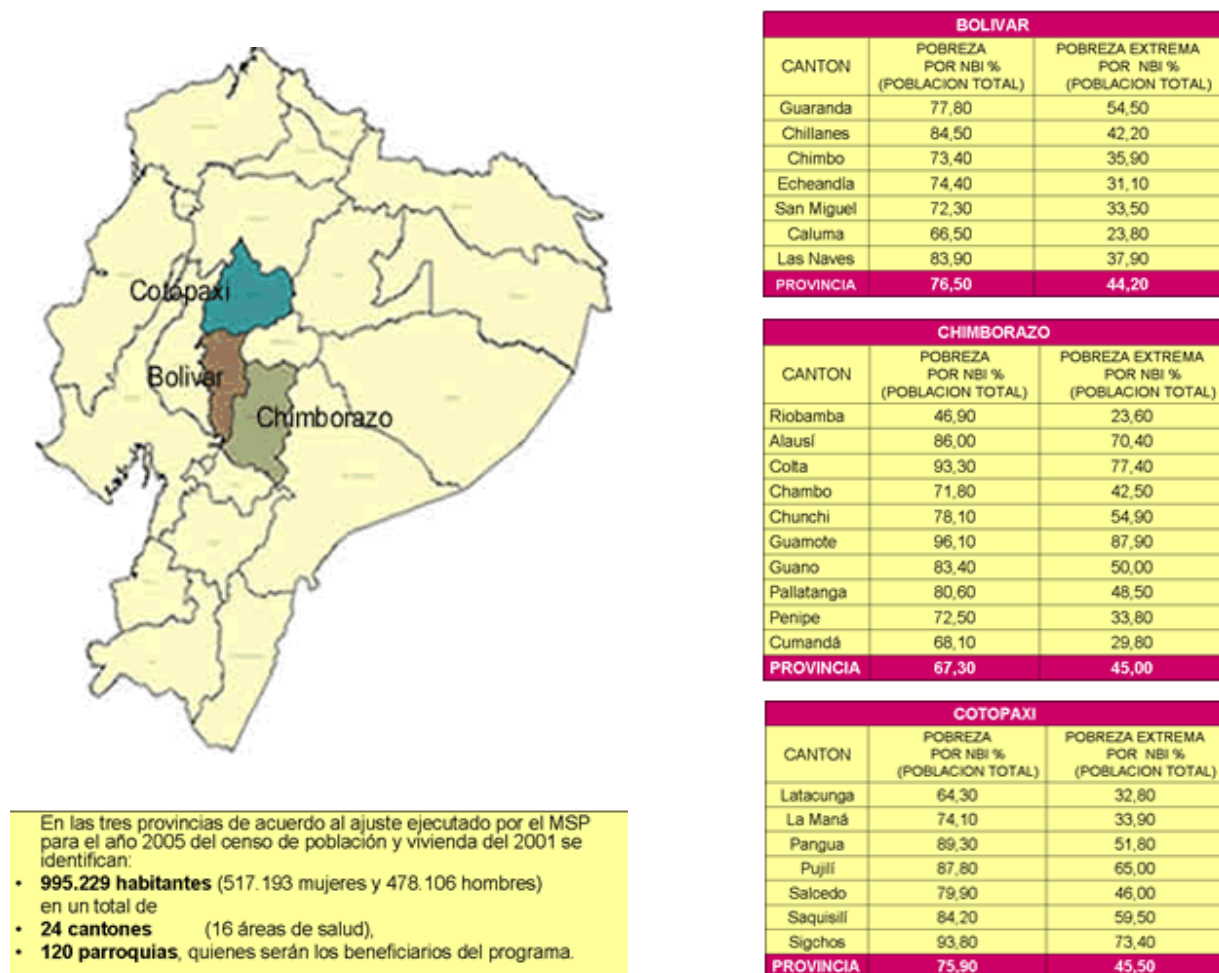 Cotopaxi
Bolivar
Chimborazo
En las tres provincias de acuerdo al ajuste ejecutado por el MSP
para el año 2005 del censo de población y vivienda del 2001 se
identifican:
• 995.229 habitantes (517.193 mujeres y 478.106 hombres)
en un total de
• 24 cantones (16 áreas de salud),
• 120 parroquias, quienes serán los beneficiarios del programa.
BOLIVAR
CANTON POBREZA POR NBI % (POBLACION TOTAL) POBREZA EXTREMA POR NBI % (POBLACION TOTAL)
Guaranda 77,80 54,50
Chillanes 84,50 42,20
Chimbo 73,40 35,90
Echeandía 74,40 31,10
San Miguel 72,30 33,50
Caluma 66,50 23,80
Las Naves 83,90 37,90
PROVINCIA 76,50 44,20
CHIMBORAZO
CANTON POBREZA POR NBI % (POBLACION TOTAL) POBREZA EXTREMA POR NBI % (POBLACION TOTAL)
Riobamba 46,90 23,60
Alausí 86,00 70,40
Colta 93,30 77,40
Chambo 71,80 42,50
Chunchi 78,10 54,90
Guamote 96,10 87,90
Guano 83,40 50,00
Pallatanga 80,60 48,50
Penipe 72,50 33,80
Cumandá 68,10 29,80
PROVINCIA 67,30 45,00
COTOPAXI
CANTON POBREZA POR NBI % (POBLACION TOTAL) POBREZA EXTREMA POR NBI % (POBLACION TOTAL)
Latacunga 64,30 32,80
La Maná 74,10 33,90
Pangua 89,30 51,80
Pujilí 87,80 65,00
Salcedo 79,90 46,00
Saquisilí 84,20 59,50
Sigchos 93,80 73,40
PROVINCIA 75,90 45,50